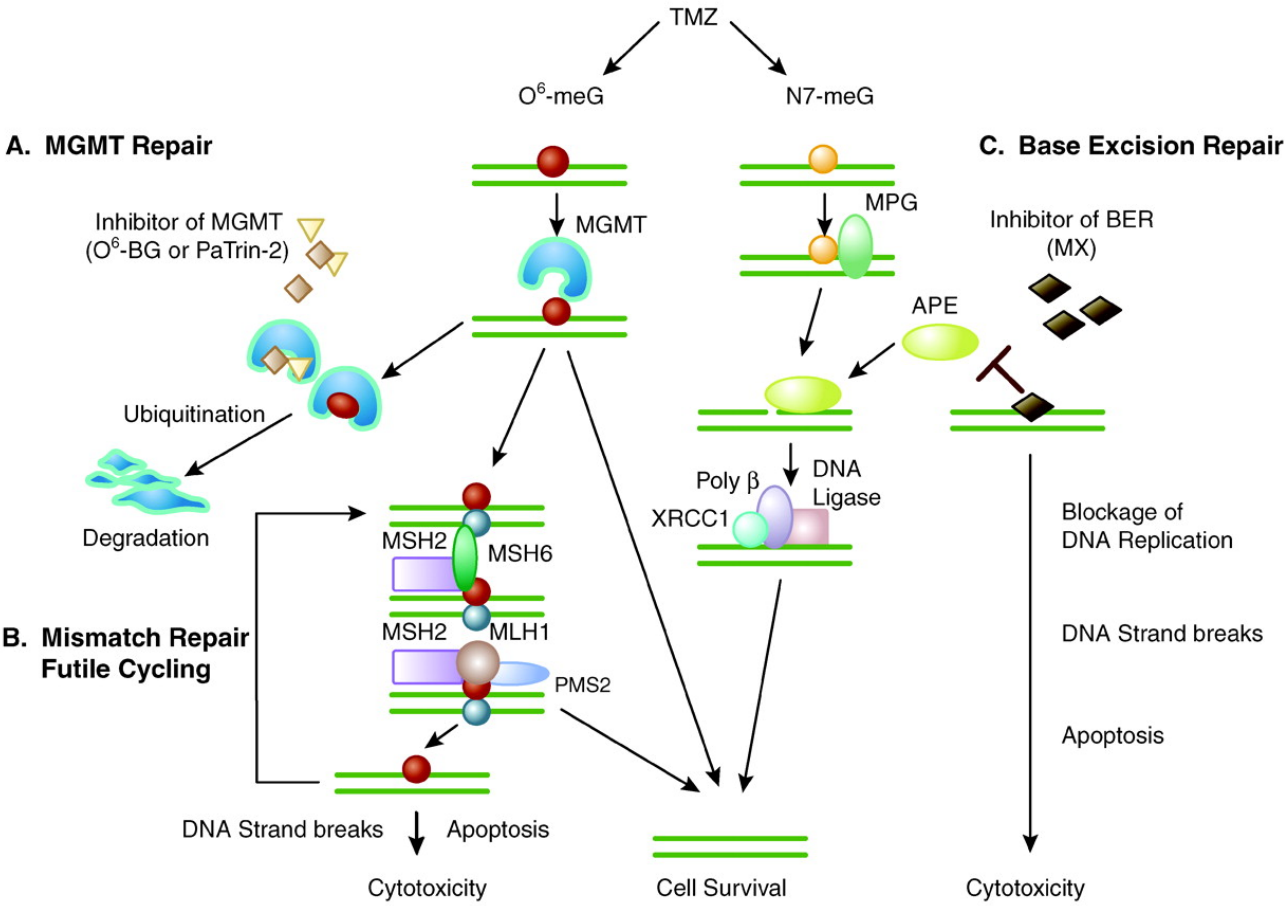 TMZ
O⁶-meG
N7-meG
A. MGMT Repair
C. Base Excision Repair
MPG
Inhibitor of MGMT
(O⁶-BG or PaTrin-2)
MGMT
Inhibitor of BER
(MX)
APE
Ubiquitination
Poly β
DNA
Ligase
XRCC1
Degradation
MSH2
MSH6
Blockage of
DNA Replication
B. Mismatch Repair
Futile Cycling
MSH2
MLH1
PMS2
DNA Strand breaks
Apoptosis
DNA Strand breaks
Apoptosis
Cytotoxicity
Cell Survival
Cytotoxicity